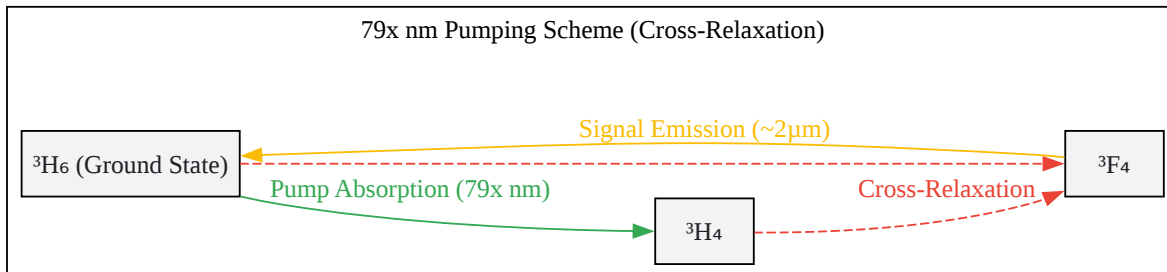 79x nm Pumping Scheme (Cross-Relaxation)
Signal Emission (~2µm)
³H₆ (Ground State)
³F₄
Pump Absorption (79x nm)
Cross-Relaxation
³H₄